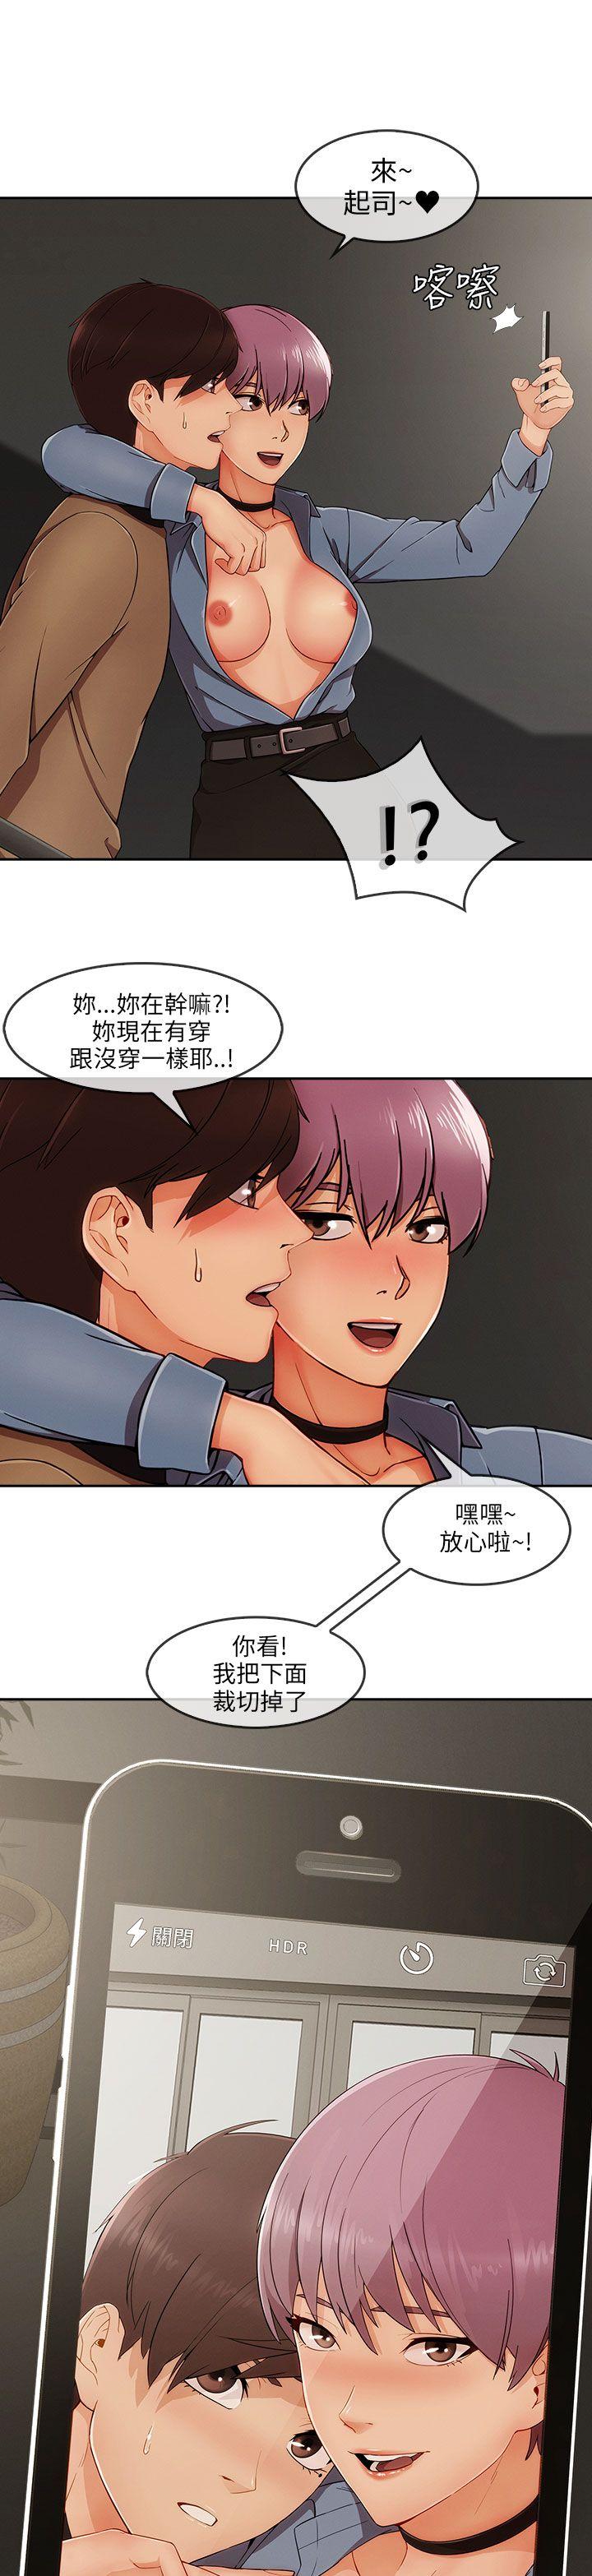 來~
起司~♥
喀嚓
!?
妳...妳在幹嘛?!
妳現在有穿
跟沒穿一樣耶..!
嘿嘿~
放心啦~!
你看!
我把下面
裁切掉了
關閉
HDR